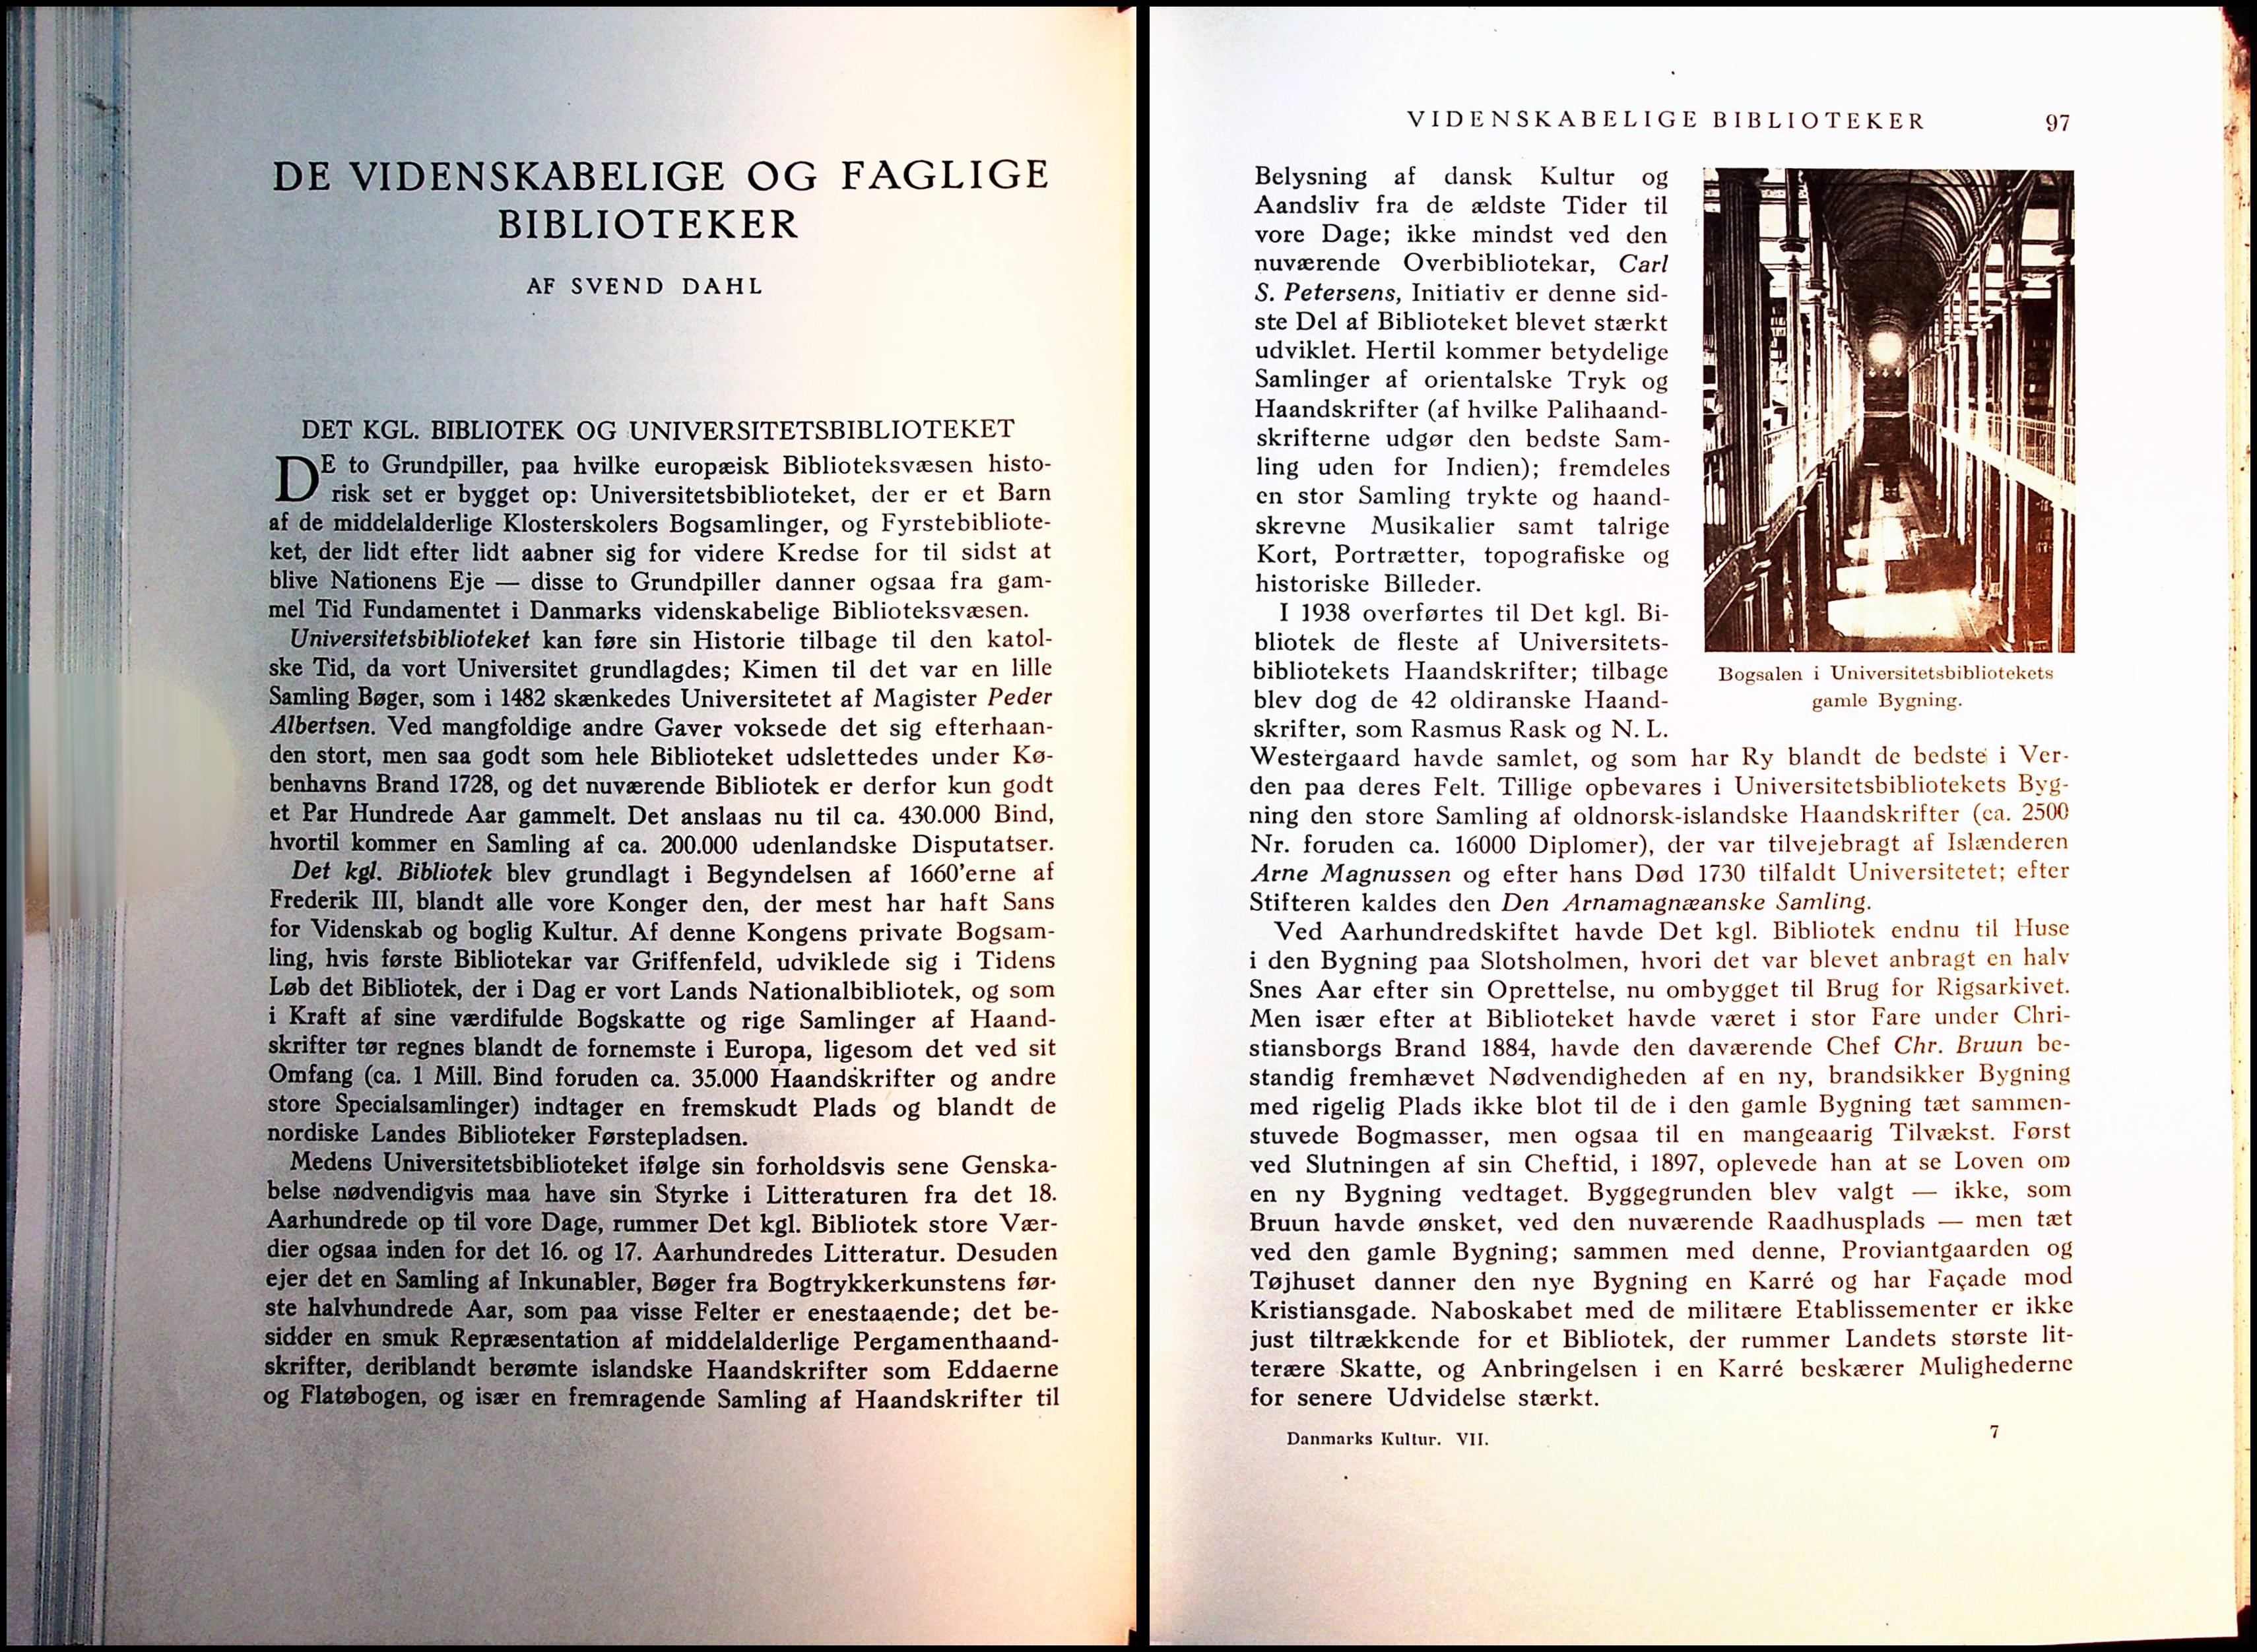 DE VIDENSKABELIGE OG FAGLIGE
BIBLIOTEKER
AF SVEND DAHL
DET KGL. BIBLIOTEK OG UNIVERSITETSBIBLIOTEKET
DE to Grundpiller, paa hvilke europæisk Biblioteksvæsen histo-
risk set er bygget op: Universitetsbiblioteket, der er et Barn
af de middelalderlige Klosterskolers Bogsamlinger, og Fyrstebibliote-
ket, der lidt efter lidt aabner sig for videre Kredse for til sidst at
blive Nationens Eje — disse to Grundpiller danner ogsaa fra gam-
mel Tid Fundamentet i Danmarks videnskabelige Biblioteksvæsen.
Universitetsbiblioteket kan føre sin Historie tilbage til den katol-
ske Tid, da vort Universitet grundlagdes; Kimen til det var en lille
Samling Bøger, som i 1482 skænkedes Universitetet af Magister Peder
Albertsen. Ved mangfoldige andre Gaver voksede det sig efterhaan-
den stort, men saa godt som hele Biblioteket udslettedes under Kø-
benhavns Brand 1728, og det nuværende Bibliotek er derfor kun godt
et Par Hundrede Aar gammelt. Det anslaas nu til ca. 430.000 Bind,
hvortil kommer en Samling af ca. 200.000 udenlandske Disputatser.
Det kgl. Bibliotek blev grundlagt i Begyndelsen af 1660'erne af
Frederik III, blandt alle vore Konger den, der mest har haft Sans
for Videnskab og boglig Kultur. Af denne Kongens private Bogsam-
ling, hvis første Bibliotekar var Griffenfeld, udviklede sig i Tidens
Løb det Bibliotek, der i Dag er vort Lands Nationalbibliotek, og som
i Kraft af sine værdifulde Bogskatte og rige Samlinger af Haand-
skrifter tør regnes blandt de fornemste i Europa, ligesom det ved sit
Omfang (ca. 1 Mill. Bind foruden ca. 35.000 Haandskrifter og andre
store Specialsamlinger) indtager en fremskudt Plads og blandt de
nordiske Landes Biblioteker Førstepladsen.
Medens Universitetsbiblioteket ifølge sin forholdsvis sene Genska-
belse nødvendigvis maa have sin Styrke i Litteraturen fra det 18.
Aarhundrede op til vore Dage, rummer Det kgl. Bibliotek store Vær-
dier ogsaa inden for det 16. og 17. Aarhundredes Litteratur. Desuden
ejer det en Samling af Inkunabler, Bøger fra Bogtrykkerkunstens før-
ste halvhundrede Aar, som paa visse Felter er enestaaende; det be-
sidder en smuk Repræsentation af middelalderlige Pergamenthaand-
skrifter, deriblandt berømte islandske Haandskrifter som Eddaerne
og Flatøbogen, og især en fremragende Samling af Haandskrifter til
VIDENSKABELIGE BIBLIOTEKER 97
Belysning af dansk Kultur og
Aandsliv fra de ældste Tider til
vore Dage; ikke mindst ved den
nuværende Overbibliotekar, Carl
S. Petersens, Initiativ er denne sid-
ste Del af Biblioteket blevet stærkt
udviklet. Hertil kommer betydelige
Samlinger af orientalske Tryk og
Haandskrifter (af hvilke Palihaand-
skrifterne udgør den bedste Sam-
ling uden for Indien); fremdeles
en stor Samling trykte og haand-
skrevne Musikalier samt talrige
Kort, Portrætter, topografiske og
historiske Billeder.
I 1938 overførtes til Det kgl. Bi-
bliotek de fleste af Universitets-
bibliotekets Haandskrifter; tilbage
blev dog de 42 oldiranske Haand-
skrifter, som Rasmus Rask og N. L.
Bogsalen i Universitetsbibliotekets
gamle Bygning.
Westergaard havde samlet, og som har Ry blandt de bedste i Ver-
den paa deres Felt. Tillige opbevares i Universitetsbibliotekets Byg-
ning den store Samling af oldnorsk-islandske Haandskrifter (ca. 2500
Nr. foruden ca. 16000 Diplomer), der var tilvejebragt af Islænderen
Arne Magnussen og efter hans Død 1730 tilfaldt Universitetet; efter
Stifteren kaldes den Den Arnamagnæanske Samling.
Ved Aarhundredskiftet havde Det kgl. Bibliotek endnu til Huse
i den Bygning paa Slotsholmen, hvori det var blevet anbragt en halv
Snes Aar efter sin Oprettelse, nu ombygget til Brug for Rigsarkivet.
Men især efter at Biblioteket havde været i stor Fare under Chri-
stiansborgs Brand 1884, havde den daværende Chef Chr. Bruun be-
standig fremhævet Nødvendigheden af en ny, brandsikker Bygning
med rigelig Plads ikke blot til de i den gamle Bygning tæt sammen-
stuvede Bogmasser, men ogsaa til en mangeaarig Tilvækst. Først
ved Slutningen af sin Cheftid, i 1897, oplevede han at se Loven om
en ny Bygning vedtaget. Byggegrunden blev valgt — ikke, som
Bruun havde ønsket, ved den nuværende Raadhusplads — men tæt
ved den gamle Bygning; sammen med denne, Proviantgaarden og
Tøjhuset danner den nye Bygning en Karré og har Façade mod
Kristiansgade. Naboskabet med de militære Etablissementer er ikke
just tiltrækkende for et Bibliotek, der rummer Landets største lit-
terære Skatte, og Anbringelsen i en Karré beskærer Mulighederne
for senere Udvidelse stærkt.
Danmarks Kultur. VII. 7